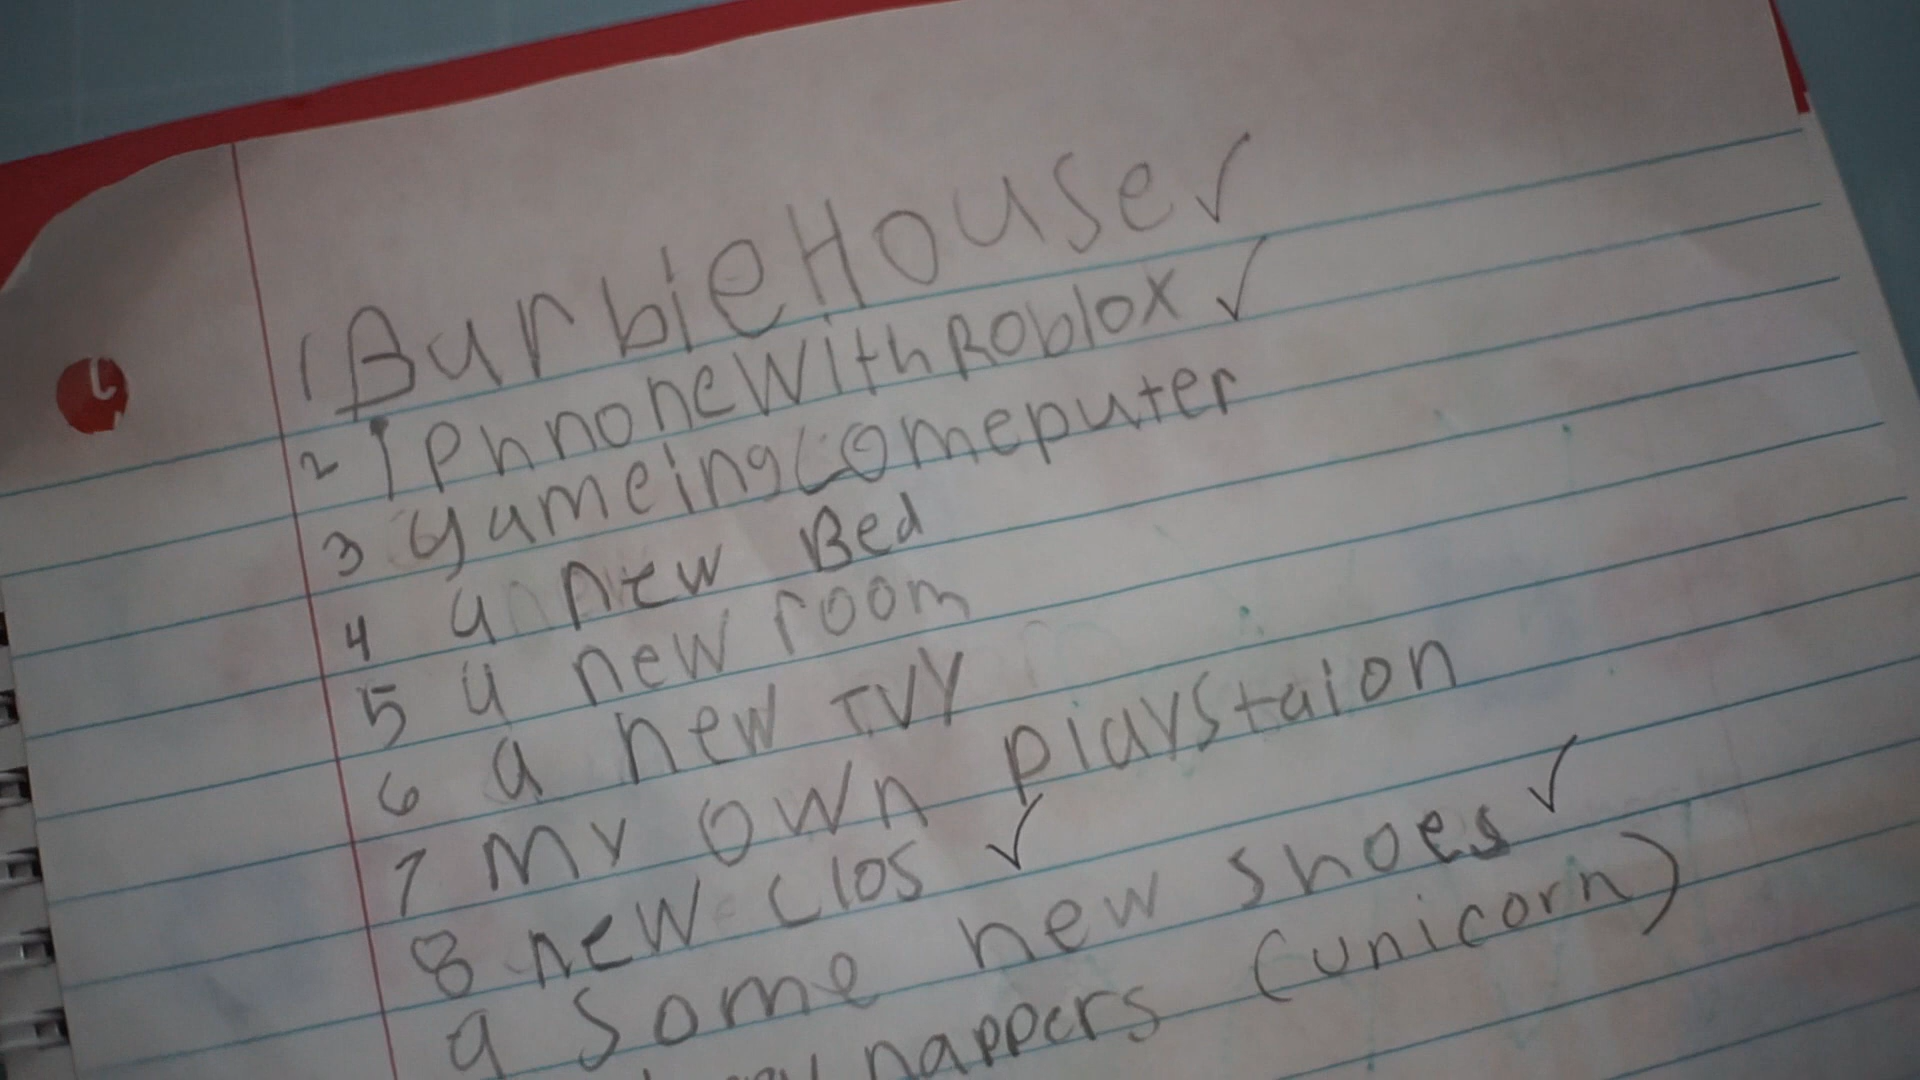 1 BarbieHouse ✓
2 IPhnoneWithRoblox ✓
3 gameingcomeputer
4 a new Bed
5 a new room
6 a new TVY
7 My own piayStaion
8 new clos ✓
9 Some new shoes ✓
nappers (unicorn)